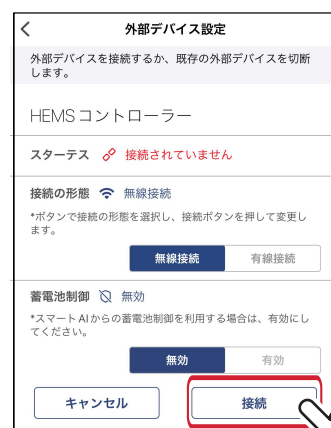 外部デバイス設定
外部デバイスを接続するか、既存の外部デバイスを切断
します。
HEMSコントローラー
スターテス 接続されていません
接続の形態 無線接続
*ボタンで接続の形態を選択し、接続ボタンを押して変更し
ます。
無線接続 有線接続
蓄電池制御 無効
*スマートAIからの蓄電池制御を利用する場合は、有効にし
てください。
無効 有効
キャンセル 接続